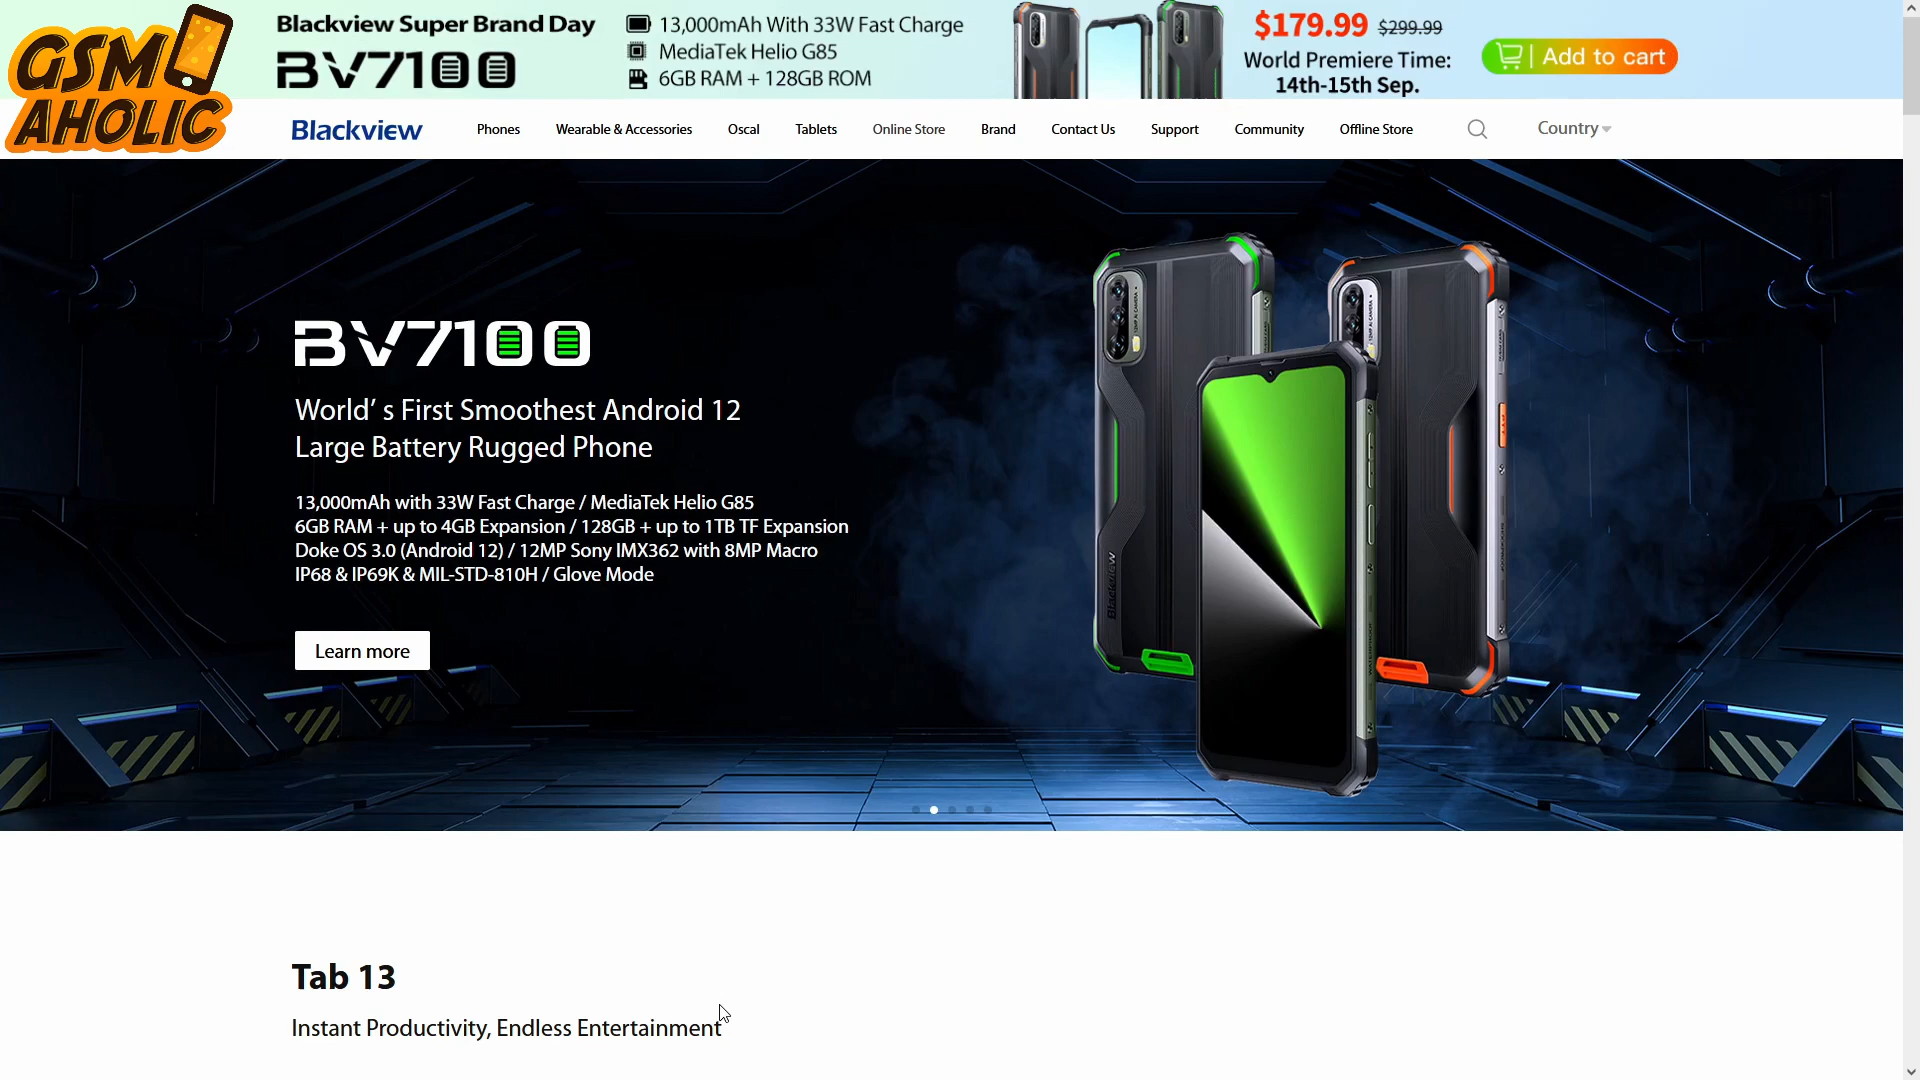 GSM
AHOLIC
Blackview Super Brand Day
BV7100
13,000mAh With 33W Fast Charge
MediaTek Helio G85
6GB RAM + 128GB ROM
$179.99 $299.99
World Premiere Time:
14th-15th Sep.
Add to cart
Blackview
Phones
Wearable & Accessories
Oscal
Tablets
Online Store
Brand
Contact Us
Support
Community
Offline Store
Country
BV7100
World' s First Smoothest Android 12
Large Battery Rugged Phone
13,000mAh with 33W Fast Charge / MediaTek Helio G85
6GB RAM + up to 4GB Expansion / 128GB + up to 1TB TF Expansion
Doke OS 3.0 (Android 12) / 12MP Sony IMX362 with 8MP Macro
IP68 & IP69K & MIL-STD-810H / Glove Mode
Learn more
Blackview
Tab 13
Instant Productivity, Endless Entertainment